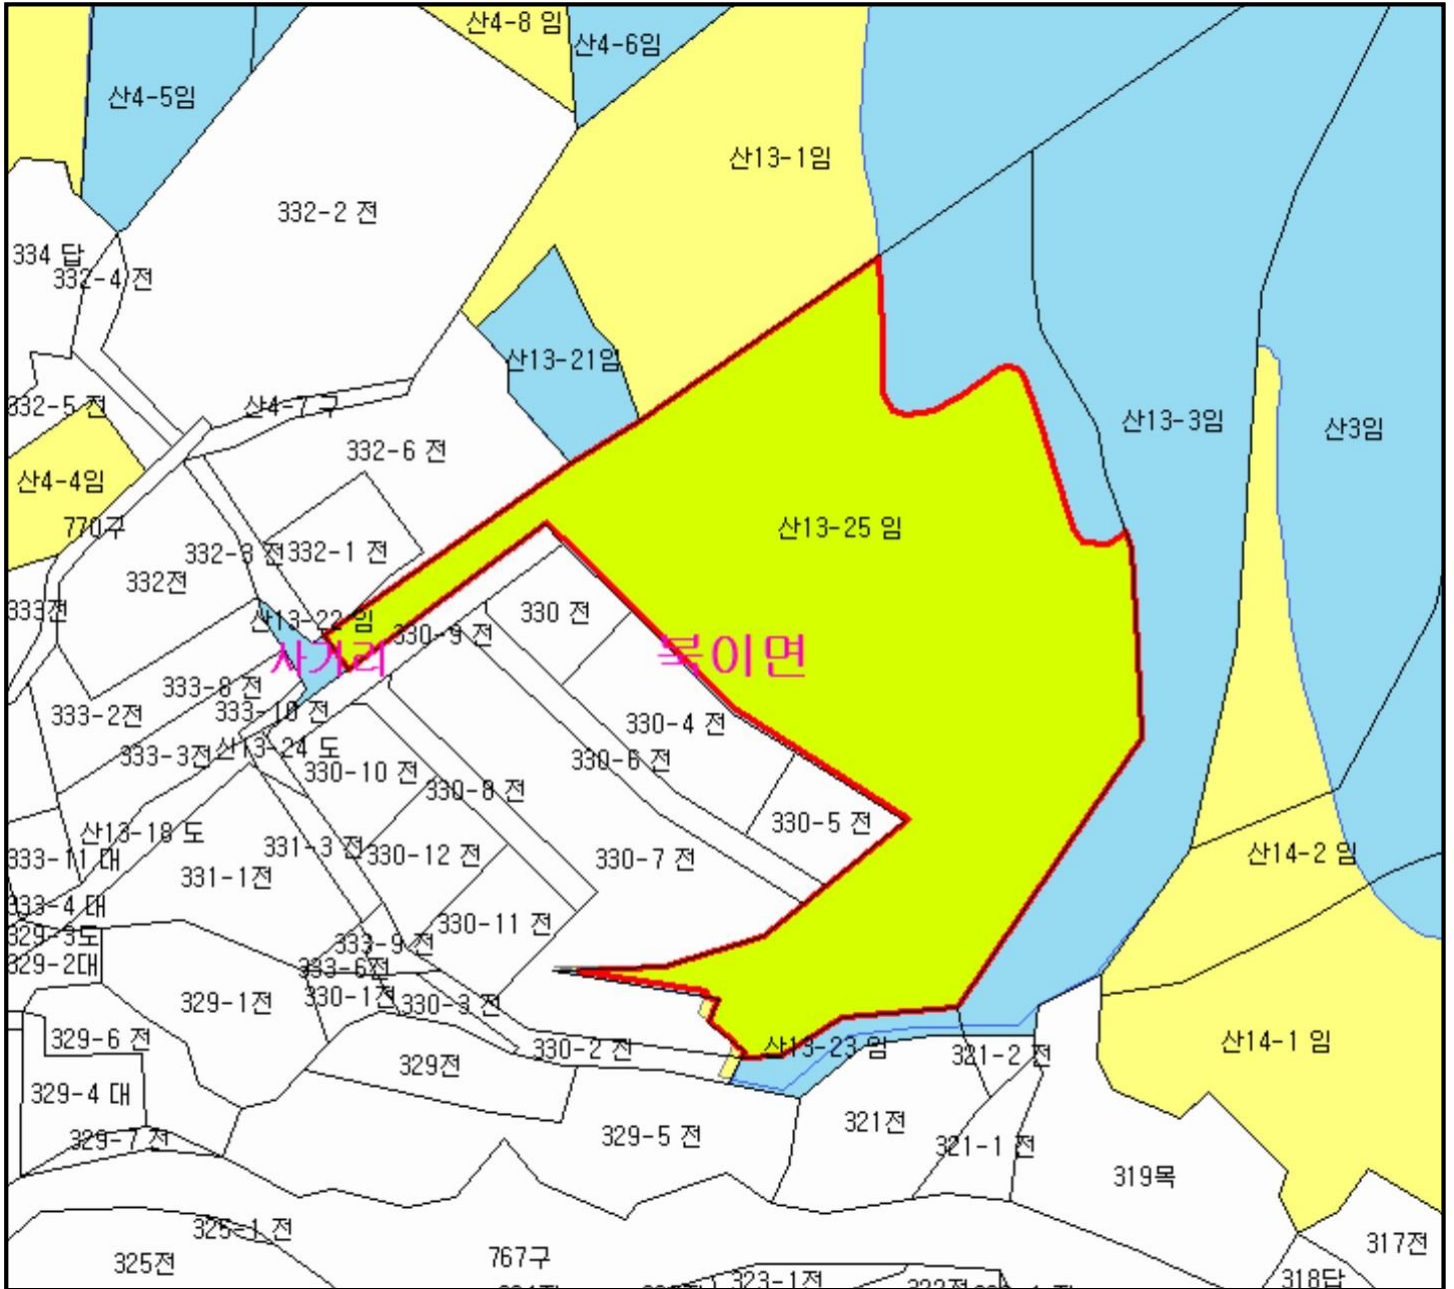 산4-8 임
산4-6임
산4-5임
산13-1임
332-2 전
334 답
332-4 전
산13-21임
332-5 전
산4-7 구
산13-3임
산3임
332-6 전
산4-4임
770구
산13-25 임
332-3 전
332-1 전
332전
333전
산13-22 임
330 전
330-9 전
사거리
북이면
333-8 전
333-2전
333-10 전
330-4 전
333-3전
산13-24 도
330-6 전
330-10 전
330-8 전
330-5 전
산13-18 도
331-3 전
330-12 전
330-7 전
산14-2 임
333-11 대
331-1전
333-4 대
330-11 전
329-3도
333-9 전
329-2대
333-6전
330-1전
330-3 전
329-1전
329-6 전
330-2 전
산13-23 임
321-2 전
산14-1 임
329전
329-4 대
329-7 전
329-5 전
321전
321-1 전
319목
325-1 전
325전
767구
317전
323-1전
318답